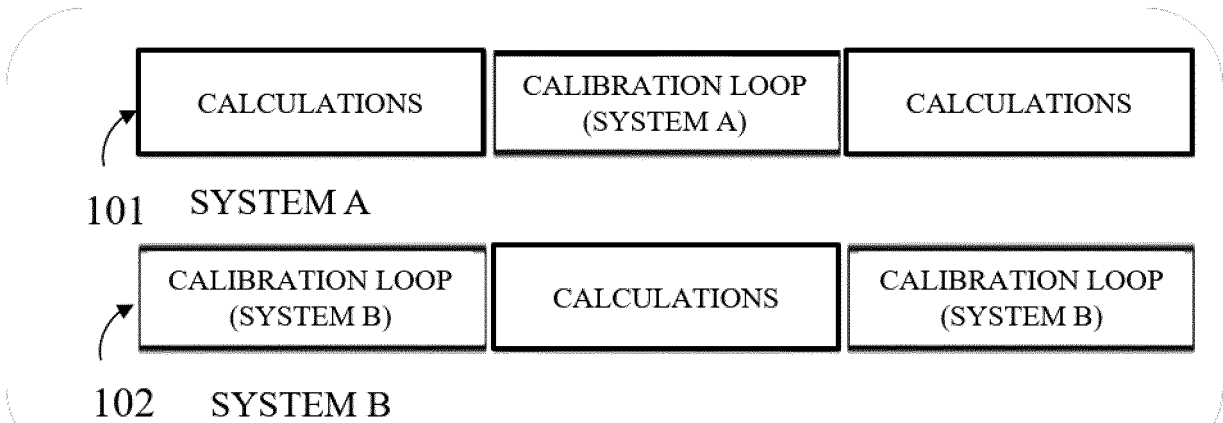 CALCULATIONS
CALIBRATION LOOP
(SYSTEM A)
CALCULATIONS
101 SYSTEM A
CALIBRATION LOOP
(SYSTEM B)
CALCULATIONS
CALIBRATION LOOP
(SYSTEM B)
102 SYSTEM B